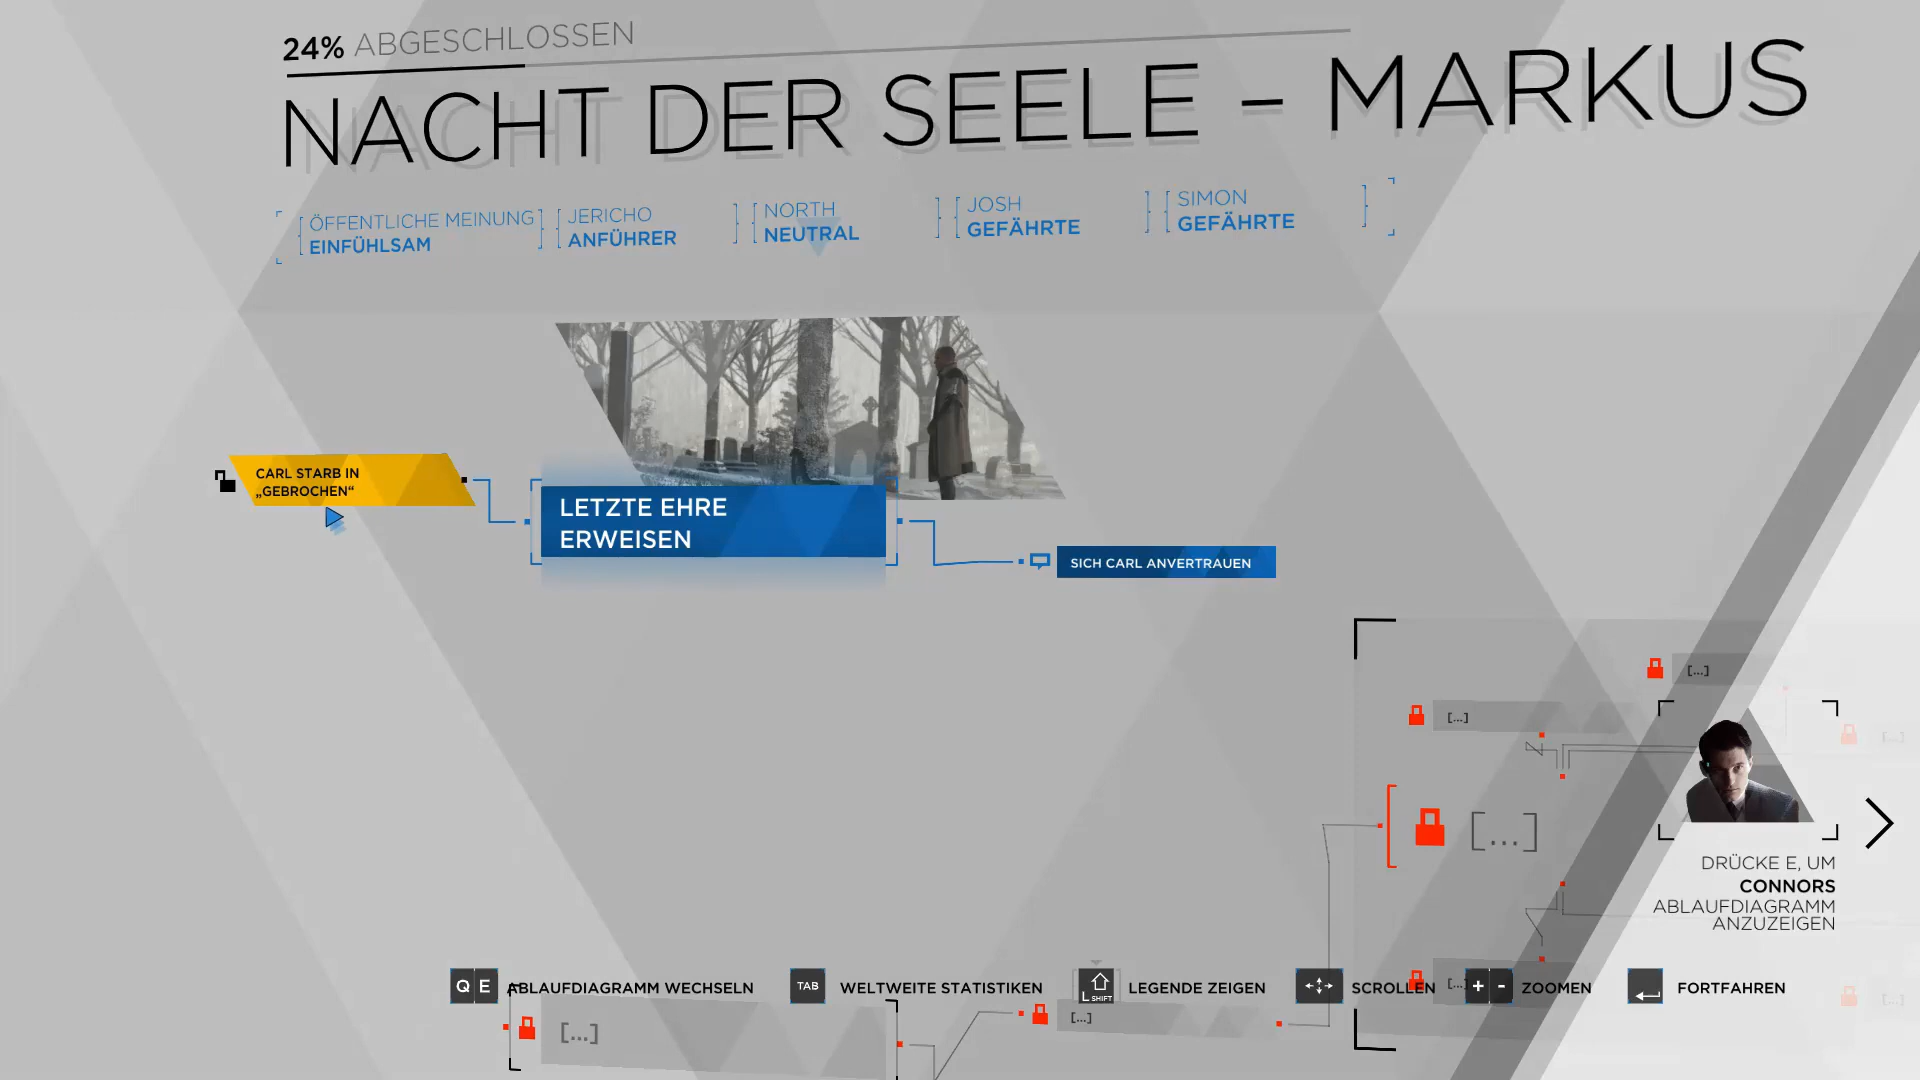 24% ABGESCHLOSSEN
NACHT DER SEELE – MARKUS
ÖFFENTLICHE MEINUNG
EINFÜHLSAM
JERICHO
ANFÜHRER
NORTH
NEUTRAL
JOSH
GEFÄHRTE
SIMON
GEFÄHRTE
CARL STARB IN
„GEBROCHEN“
LETZTE EHRE
ERWEISEN
SICH CARL ANVERTRAUEN
[...]
[...]
[...]
[...]
DRÜCKE E, UM
CONNORS
ABLAUFDIAGRAMM
ANZUZEIGEN
Q E ABLAUFDIAGRAMM WECHSELN
TAB WELTWEITE STATISTIKEN
L SHIFT LEGENDE ZEIGEN
SCROLLEN
[...]
+ - ZOOMEN
FORTFAHREN
[...]
[...]
[...]